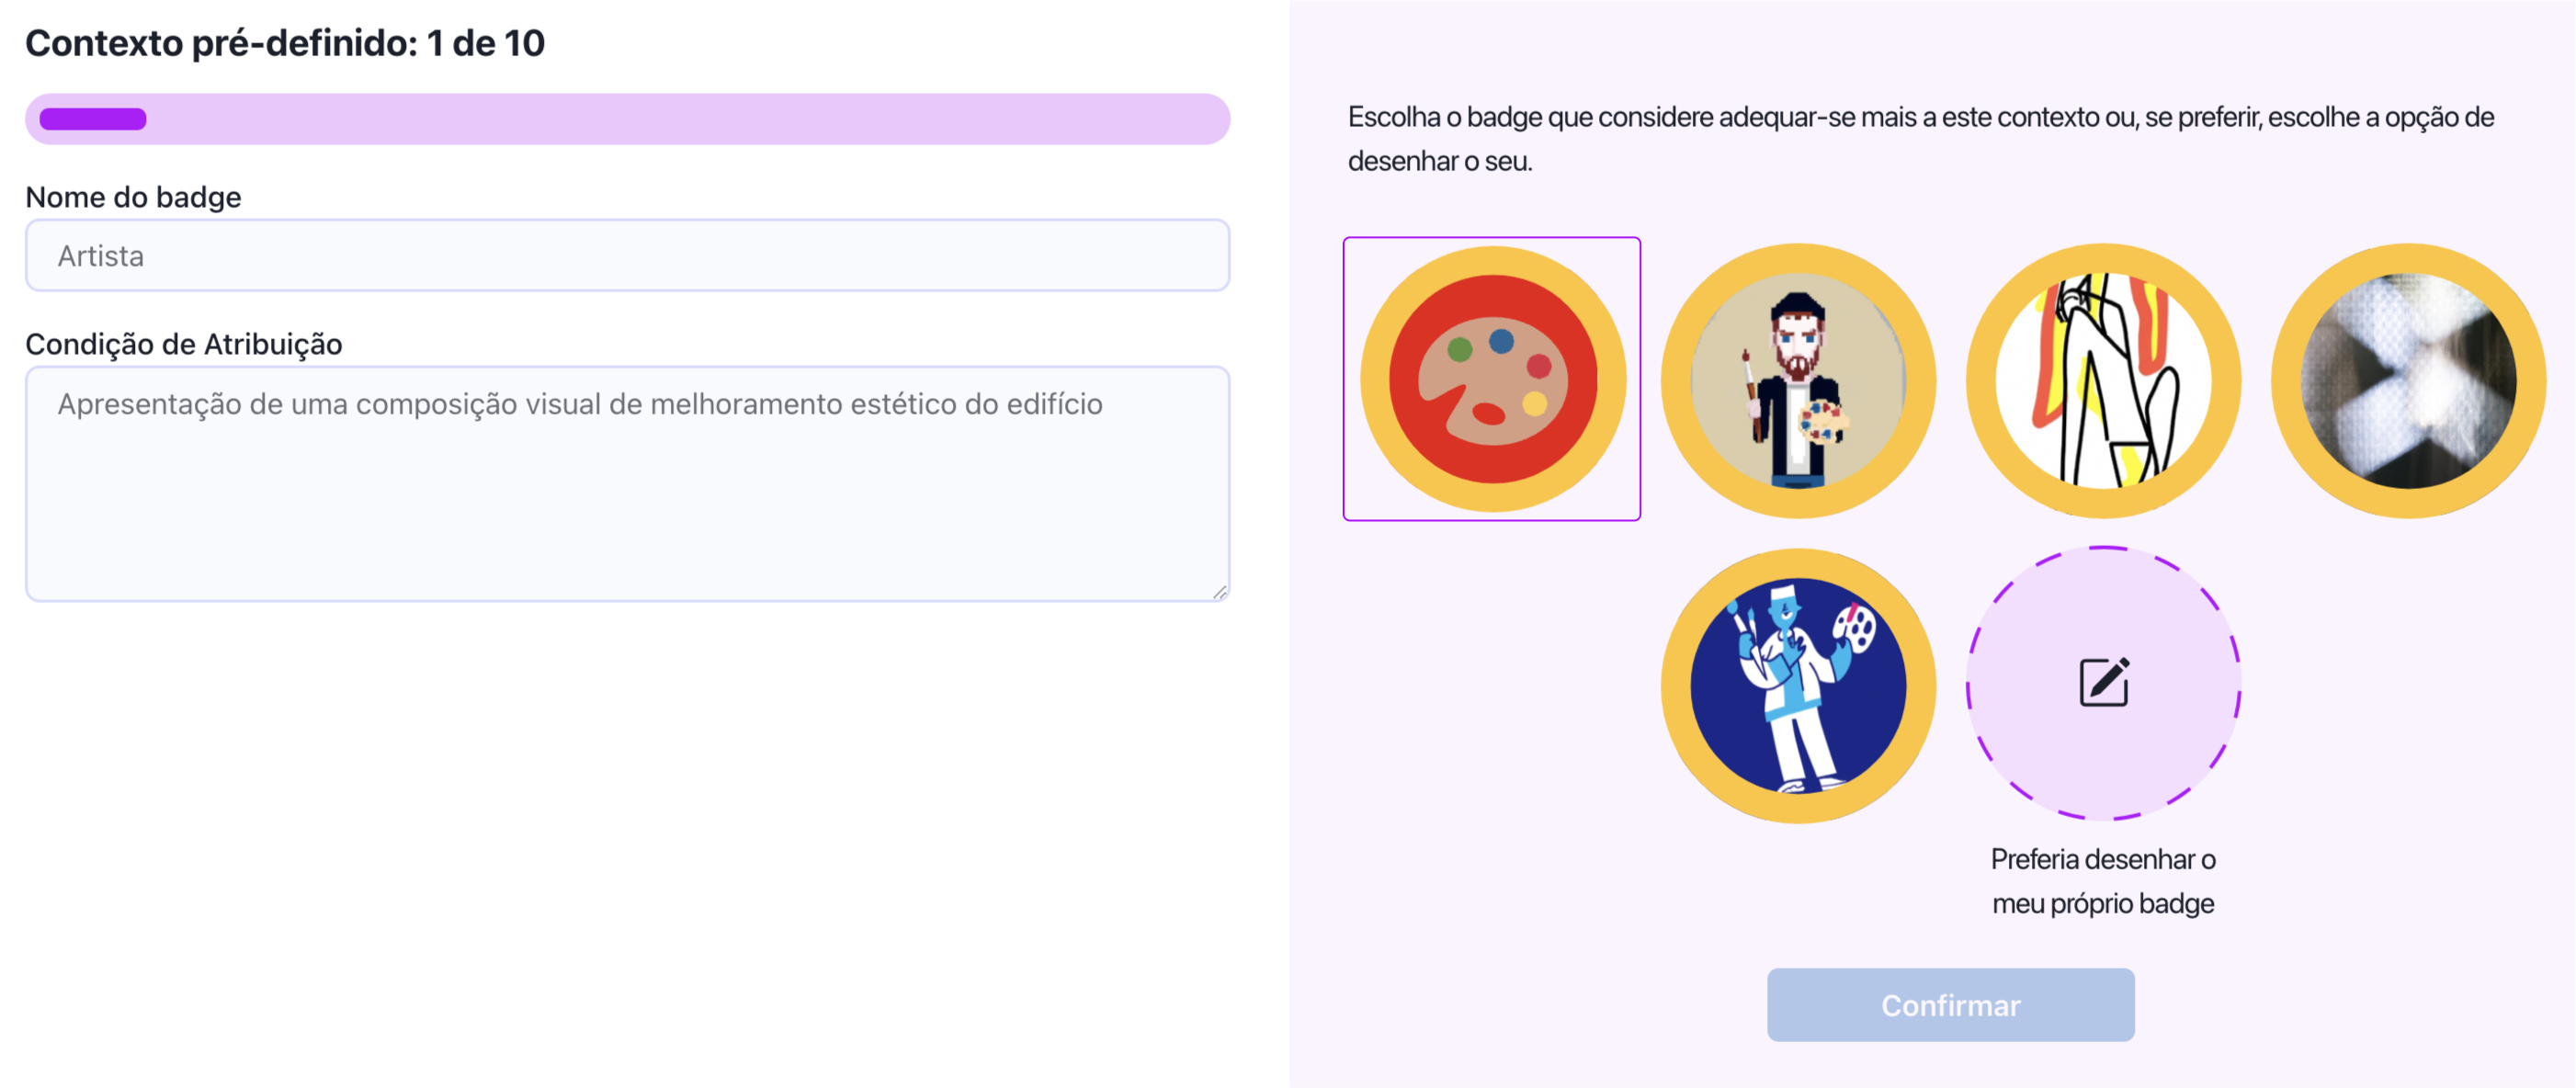 Contexto pré-definido: 1 de 10
Nome do badge
Artista
Condição de Atribuição
Apresentação de uma composição visual de melhoramento estético do edifício
Escolha o badge que considere adequar-se mais a este contexto ou, se preferir, escolhe a opção de
desenhar o seu.
Preferia desenhar o
meu próprio badge
Confirmar